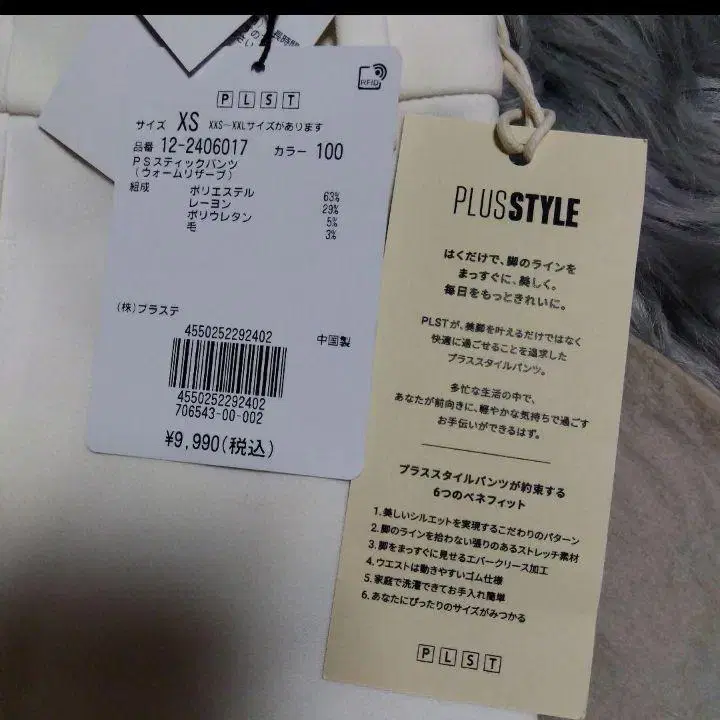 長時間
PLST
RFID
サイズ XS XXS~XXLサイズがあります
品番 12-2406017 カラー 100
PSスティックパンツ
(ウォームリザーブ)
組成 ポリエステル 63%
レーヨン 29%
ポリウレタン 5%
毛 3%
(株)プラステ
4550252292402 中国製
4550252292402
706543-00-002
¥9,990(税込)
PLUSSTYLE
はくだけで、脚のラインを
まっすぐに、美しく。
毎日をもっときれいに。
PLSTが、美脚を叶えるだけではなく
快適に過ごせることを追求した
プラススタイルパンツ。
多忙な生活の中で、
あなたが前向きに、軽やかな気持ちで過ごす
お手伝いができるはず。
プラススタイルパンツが約束する
6つのベネフィット
1.美しいシルエットを実現するこだわりのパターン
2.脚のラインを拾わない張りのあるストレッチ素材
3.脚をまっすぐに見せるエバークリース加工
4.ウエストは動きやすいゴム仕様
5.家庭で洗濯できてお手入れ簡単
6.あなたにぴったりのサイズがみつかる
PLST